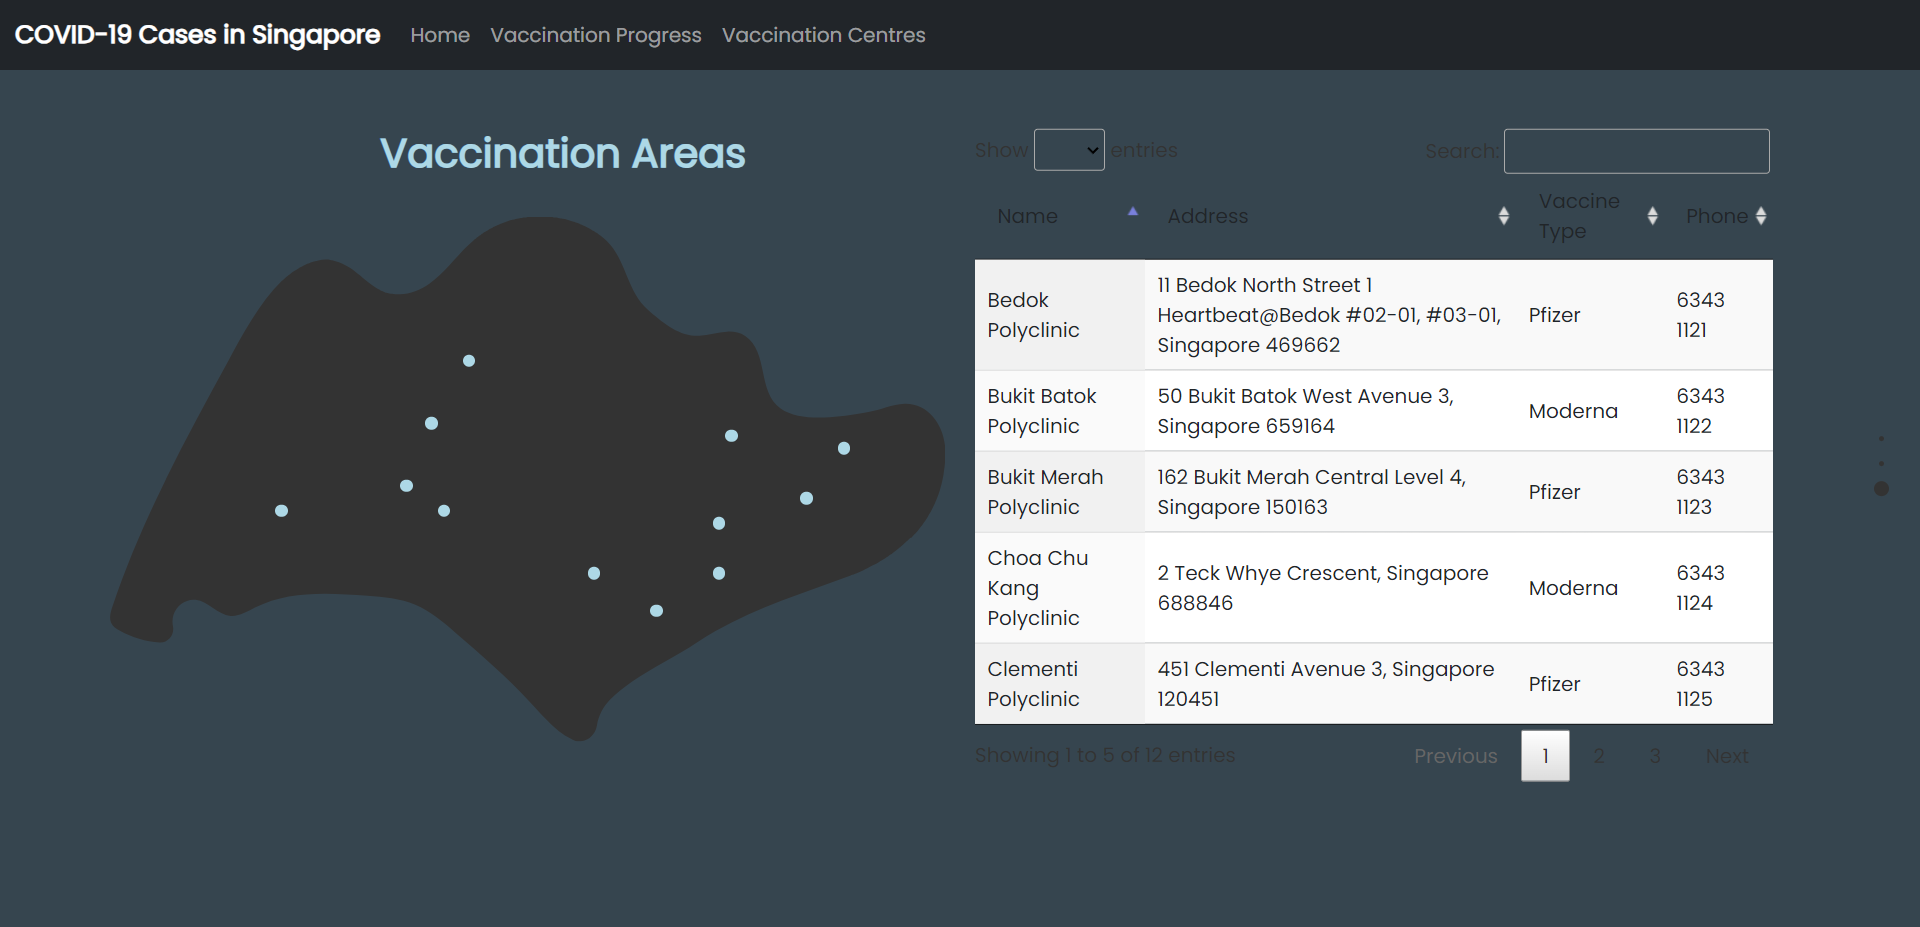 COVID-19 Cases in Singapore Home Vaccination Progress Vaccination Centres
Vaccination Areas
Show entries Search:
Name Address Vaccine Type Phone
Bedok
Polyclinic
11 Bedok North Street 1
Heartbeat@Bedok #02-01, #03-01,
Singapore 469662
Pfizer
6343
1121
Bukit Batok
Polyclinic
50 Bukit Batok West Avenue 3,
Singapore 659164
Moderna
6343
1122
Bukit Merah
Polyclinic
162 Bukit Merah Central Level 4,
Singapore 150163
Pfizer
6343
1123
Choa Chu
Kang
Polyclinic
2 Teck Whye Crescent, Singapore
688846
Moderna
6343
1124
Clementi
Polyclinic
451 Clementi Avenue 3, Singapore
120451
Pfizer
6343
1125
Showing 1 to 5 of 12 entries Previous 1 2 3 Next